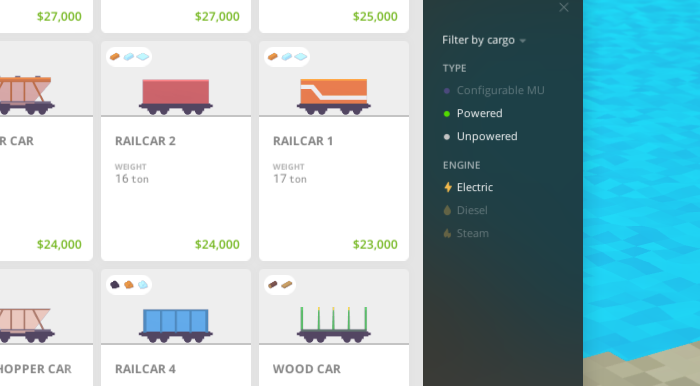 $27,000
$27,000
$25,000
R CAR
RAILCAR 2
WEIGHT
16 ton
RAILCAR 1
WEIGHT
17 ton
$24,000
$24,000
$23,000
HOPPER CAR
RAILCAR 4
WOOD CAR
Filter by cargo
TYPE
Configurable MU
Powered
Unpowered
ENGINE
Electric
Diesel
Steam